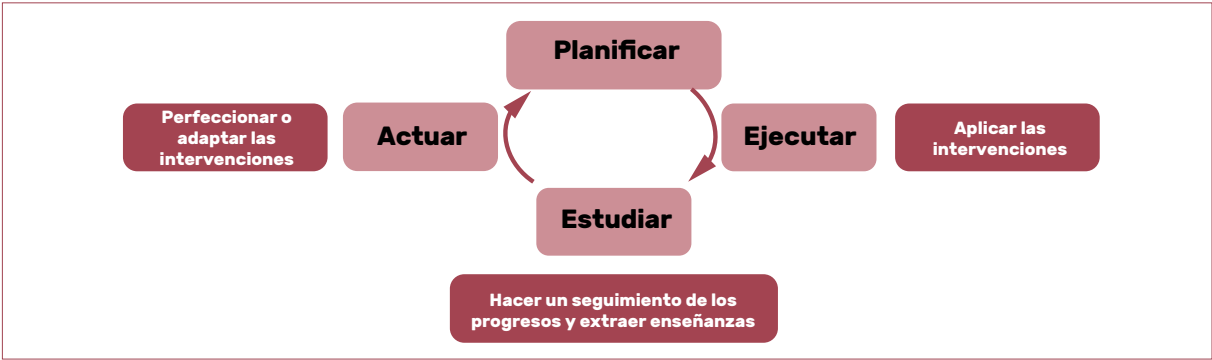 Planificar
Perfeccionar o
adaptar las
intervenciones
Actuar
Ejecutar
Aplicar las
intervenciones
Estudiar
Hacer un seguimiento de los
progresos y extraer enseñanzas